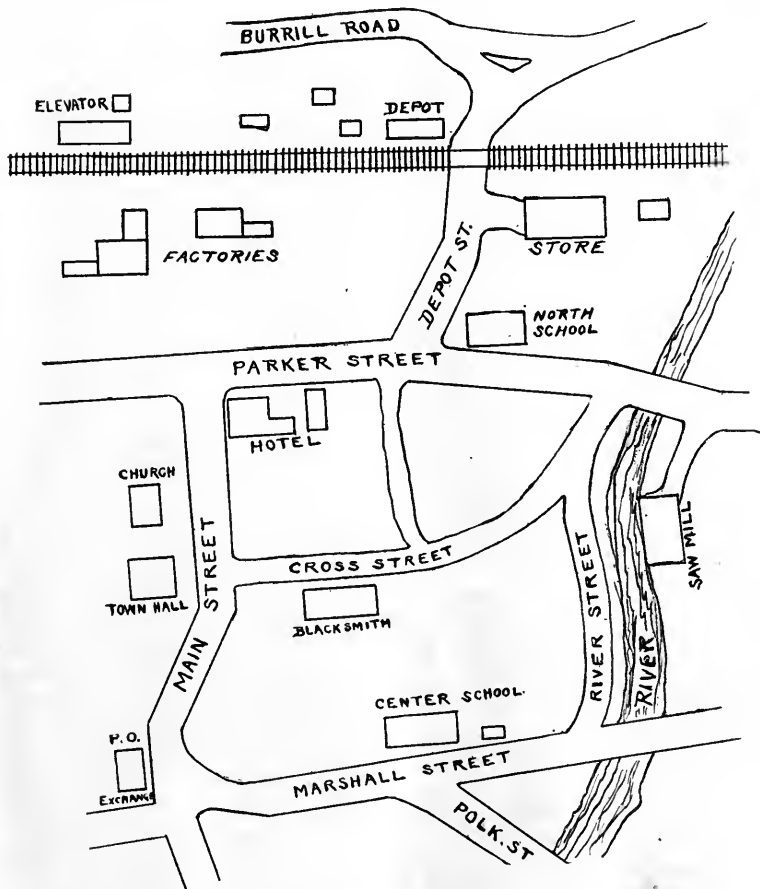 BURRILL ROAD
ELEVATOR
DEPOT
FACTORIES
STORE
DEPOT ST.
NORTH
SCHOOL
PARKER STREET
HOTEL
CHURCH
MAIN STREET
CROSS STREET
TOWN HALL
BLACKSMITH
RIVER STREET
RIVER
SAW MILL
CENTER SCHOOL.
P.O.
EXCHANGE
MARSHALL STREET
POLK. ST